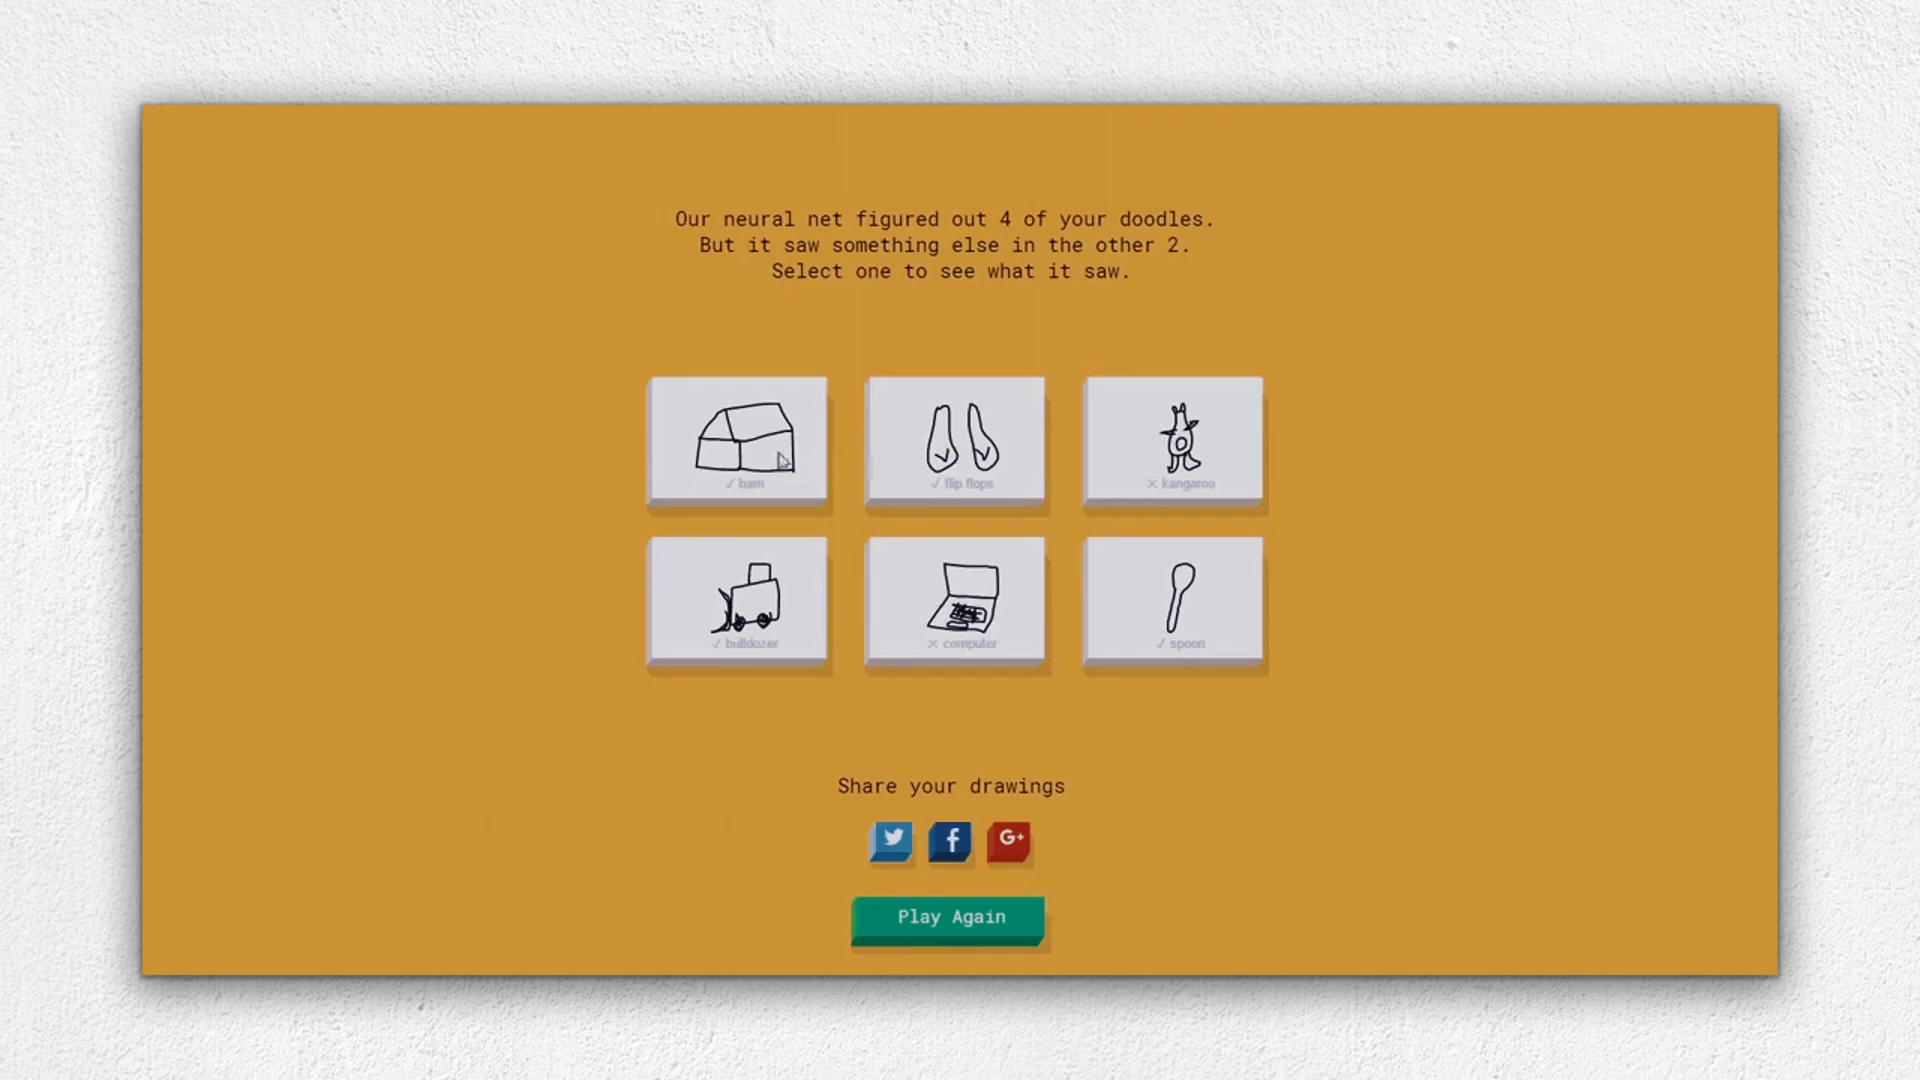 Our neural net figured out 4 of your doodles.
But it saw something else in the other 2.
Select one to see what it saw.
✓ barn
✓ flip flops
✕ kangaroo
✓ bulldozer
✕ computer
✓ spoon
Share your drawings
f
G+
Play Again